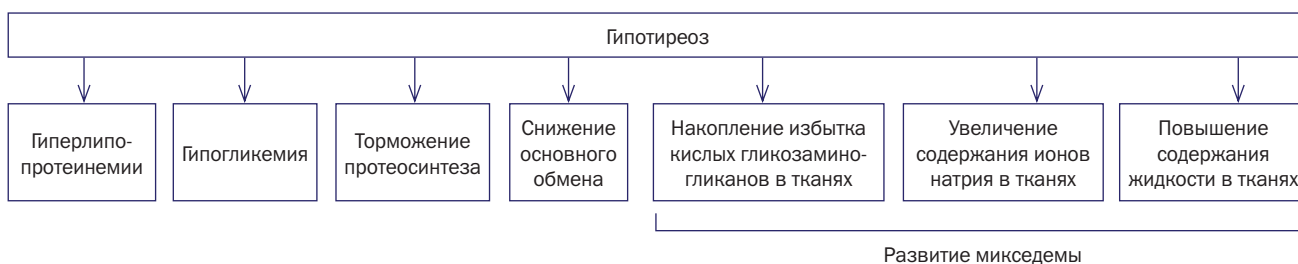 Гипотиреоз
Гиперлипо-
протеинемии
Гипогликемия
Торможение
протеосинтеза
Снижение
основного
обмена
Накопление избытка
кислых гликозамино-
гликанов в тканях
Увеличение
содержания ионов
натрия в тканях
Повышение
содержания
жидкости в тканях
Развитие микседемы